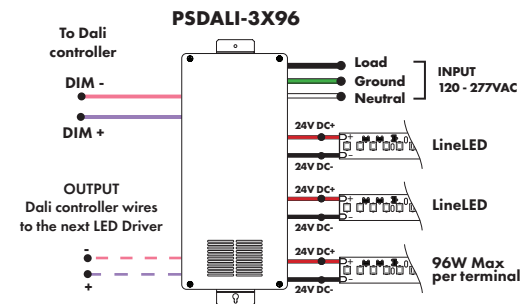 PSDALI-3X96
To Dali
controller
DIM -
DIM +
OUTPUT
Dali controller wires
to the next LED Driver
-
+
Load
Ground
Neutral
INPUT
120 - 277VAC
24V DC+
24V DC-
+
-
LineLED
24V DC+
24V DC-
+
-
LineLED
24V DC+
24V DC-
+
-
96W Max
per terminal